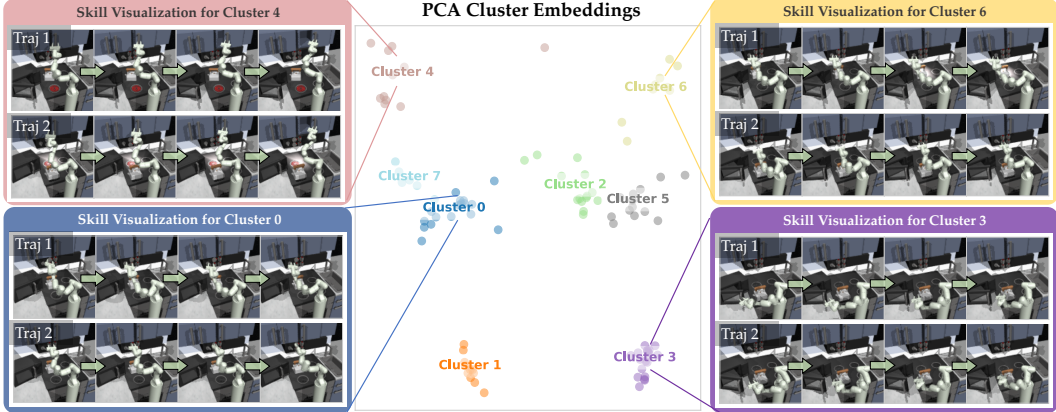 Skill Visualization for Cluster 4
Traj 1
Traj 2
Skill Visualization for Cluster 0
Traj 1
Traj 2
PCA Cluster Embeddings
Cluster 4
Cluster 6
Cluster 7
Cluster 2
Cluster 0
Cluster 5
Cluster 1
Cluster 3
Skill Visualization for Cluster 6
Traj 1
Traj 2
Skill Visualization for Cluster 3
Traj 1
Traj 2